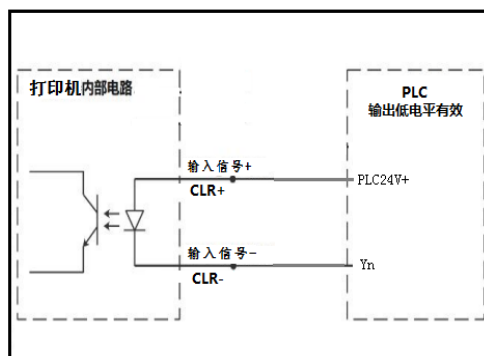 打印机内部电路
PLC
输出低电平有效
输入信号+
CLR+
PLC24V+
输入信号-
CLR-
Yn